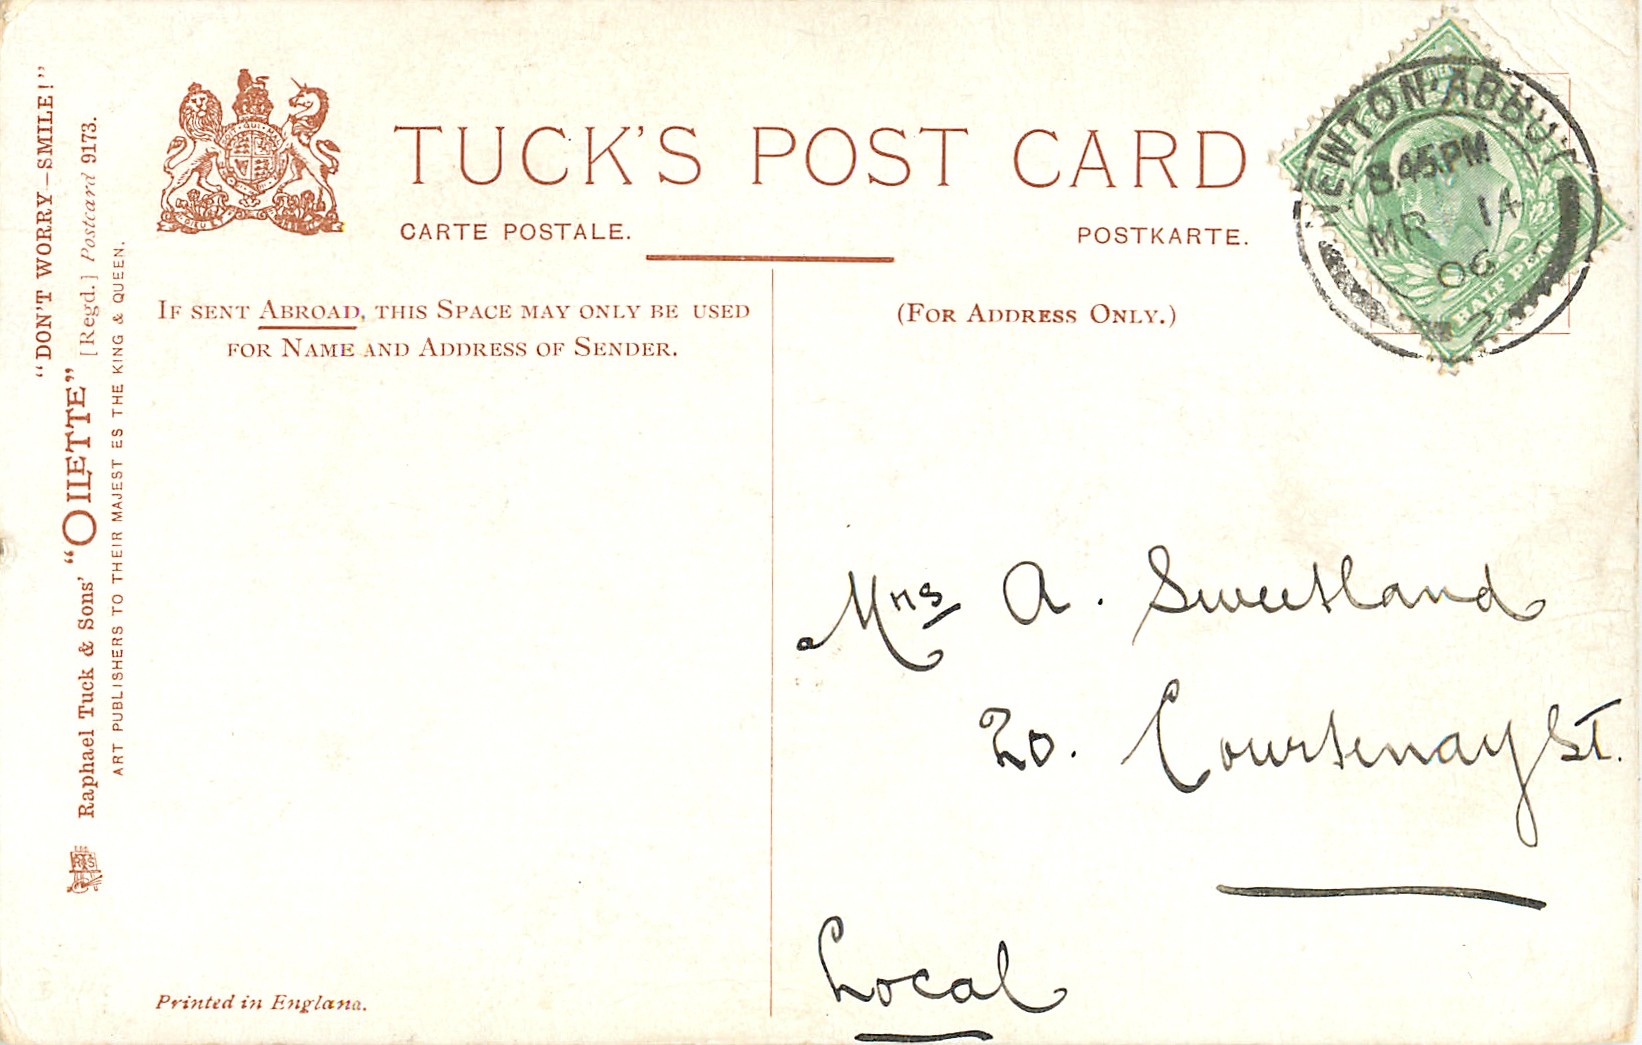 "DON'T WORRY—SMILE!"
Raphael Tuck & Sons' "OILETTE" [Regd.] Postcard 9173.
ART PUBLISHERS TO THEIR MAJEST ES THE KING & QUEEN.
TUCK'S POST CARD
CARTE POSTALE.
POSTKARTE.
IF SENT ABROAD, THIS SPACE MAY ONLY BE USED
FOR NAME AND ADDRESS OF SENDER.
(FOR ADDRESS ONLY.)
NEWTON·ABBOT
8.45PM
MR 14
06
2
HALF PENNY
Mrs A. Sweetland
20. Courtenay St.
Local
Printed in England.